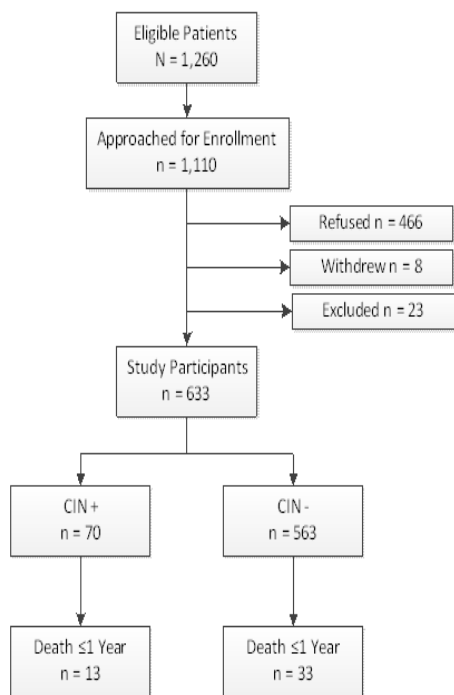 Eligible Patients
N = 1,260
Approached for Enrollment
n = 1,110
Refused n = 466
Withdrew n = 8
Excluded n = 23
Study Participants
n = 633
CIN +
n = 70
CIN -
n = 563
Death ≤1 Year
n = 13
Death ≤1 Year
n = 33